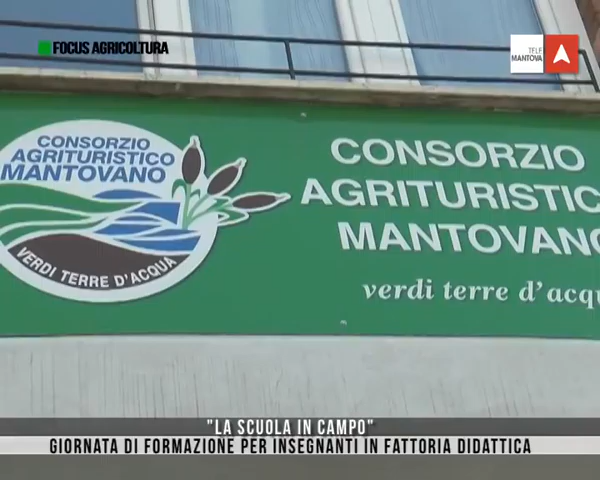 FOCUS AGRICOLTURA
TELE
MANTOVA
CONSORZIO
AGRITURISTICO
MANTOVANO
VERDI TERRE D'ACQUA
CONSORZIO
AGRITURISTIC
MANTOVANO
verdi terre d'acqu
"LA SCUOLA IN CAMPO"
GIORNATA DI FORMAZIONE PER INSEGNANTI IN FATTORIA DIDATTICA